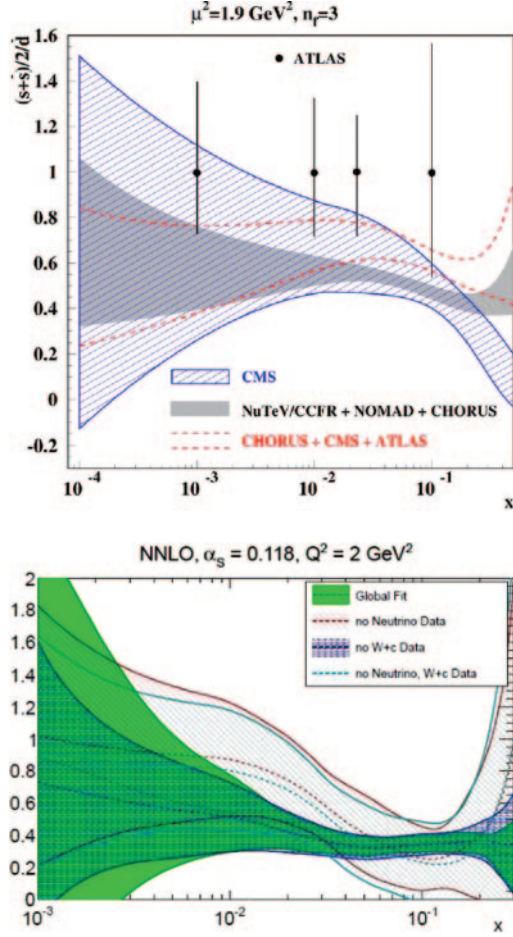 μ²=1.9 GeV², n_f=3
(s+s̄)/2/d̄
1.6
1.4
ATLAS
1.2
1
0.8
0.6
0.4
0.2
CMS
0
NuTeV/CCFR + NOMAD + CHORUS
-0.2
CHORUS + CMS + ATLAS
10⁻⁴ 10⁻³ 10⁻² 10⁻¹ x
NNLO, α_S = 0.118, Q² = 2 GeV²
2
1.8
1.6
1.4
1.2
1
0.8
0.6
0.4
0.2
0
Global Fit
no Neutrino Data
no W+c Data
no Neutrino, W+c Data
10⁻³ 10⁻² 10⁻¹ x